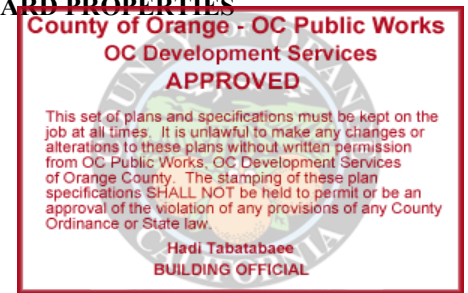 ARD PROPERTIES
County of Orange - OC Public Works
OC Development Services
APPROVED
This set of plans and specifications must be kept on the
job at all times. It is unlawful to make any changes or
alterations to these plans without written permission
from OC Public Works, OC Development Services
of Orange County. The stamping of these plan
specifications SHALL NOT be held to permit or be an
approval of the violation of any provisions of any County
Ordinance or State law.
Hadi Tabatabaee
BUILDING OFFICIAL